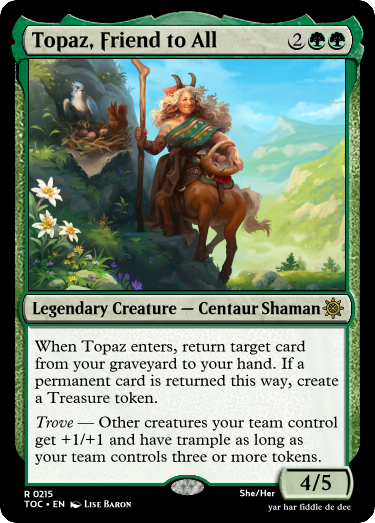 Topaz, Friend to All 2
Legendary Creature — Centaur Shaman
When Topaz enters, return target card
from your graveyard to your hand. If a
permanent card is returned this way, create
a Treasure token.
Trove — Other creatures your team control
get +1/+1 and have trample as long as
your team controls three or more tokens.
4/5
R 0215
She/Her
TOC • EN Lise Baron
yar har fiddle de dee